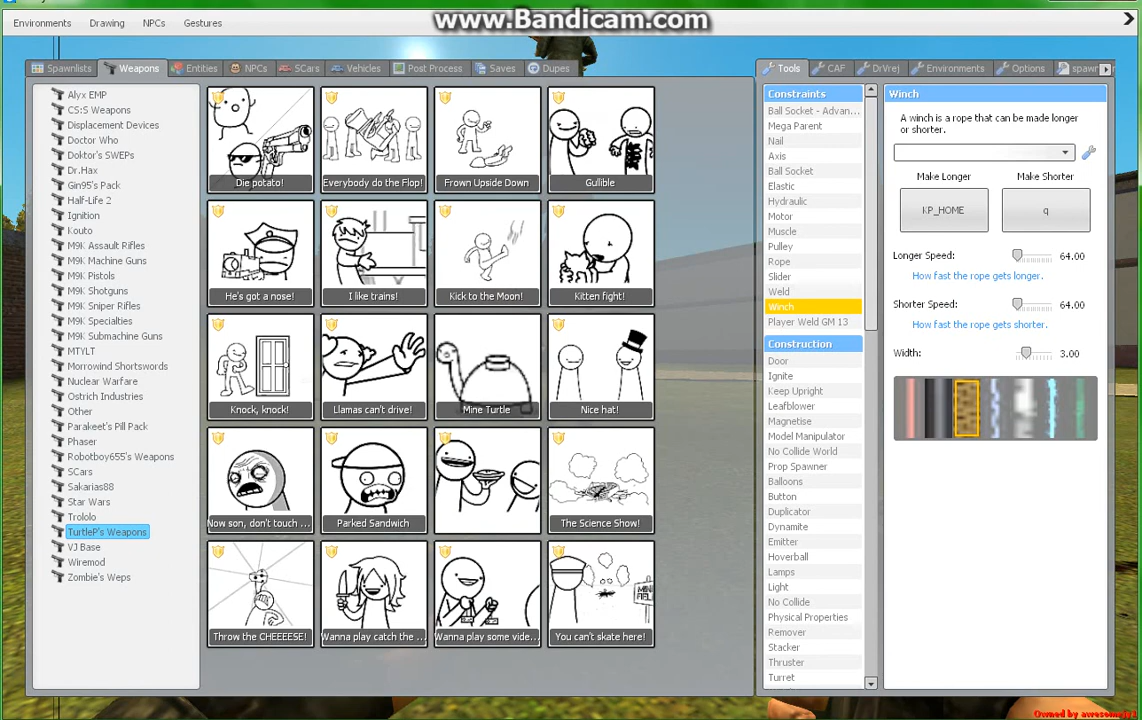 www.Bandicam.com
Environments Drawing NPCs Gestures
Spawnlists Weapons Entities NPCs SCars Vehicles Post Process Saves Dupes
Tools CAF DrVrej Environments Options spawr
Alyx EMP
CS:S Weapons
Displacement Devices
Doctor Who
Doktor's SWEPs
Dr.Hax
Gin95's Pack
Half-Life 2
Ignition
Kouto
M9K Assault Rifles
M9K Machine Guns
M9K Pistols
M9K Shotguns
M9K Sniper Rifles
M9K Specialties
M9K Submachine Guns
MTYLT
Morrowind Shortswords
Nuclear Warfare
Ostrich Industries
Other
Parakeet's Pill Pack
Phaser
Robotboy655's Weapons
SCars
Sakarias88
Star Wars
Trololo
TurtleP's Weapons
VJ Base
Wiremod
Zombie's Weps
Die potato! Everybody do the Flop! Frown Upside Down Gullible
He's got a nose! I like trains! Kick to the Moon! Kitten fight!
Knock, knock! Llamas can't drive! Mine Turtle Nice hat!
Now son, don't touch ... Parked Sandwich The Science Show!
MINE
FIEL
Throw the CHEEEESE! Wanna play catch the ... Wanna play some vide... You can't skate here!
Constraints
Ball Socket - Advan...
Mega Parent
Nail
Axis
Ball Socket
Elastic
Hydraulic
Motor
Muscle
Pulley
Rope
Slider
Weld
Winch
Player Weld GM 13
Construction
Door
Ignite
Keep Upright
Leafblower
Magnetise
Model Manipulator
No Collide World
Prop Spawner
Balloons
Button
Duplicator
Dynamite
Emitter
Hoverball
Lamps
Light
No Collide
Physical Properties
Remover
Stacker
Thruster
Turret
Winch
A winch is a rope that can be made longer
or shorter.
Make Longer Make Shorter
KP_HOME q
Longer Speed: 64.00
How fast the rope gets longer.
Shorter Speed: 64.00
How fast the rope gets shorter.
Width: 3.00